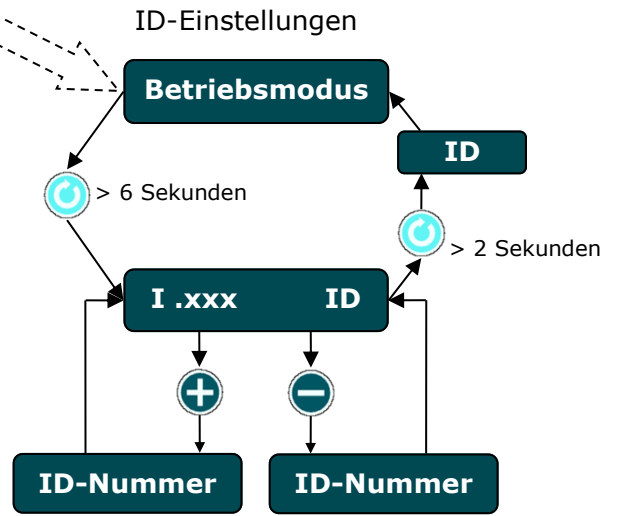 ID-Einstellungen
Betriebsmodus
ID
> 6 Sekunden
> 2 Sekunden
I .xxx ID
ID-Nummer
ID-Nummer